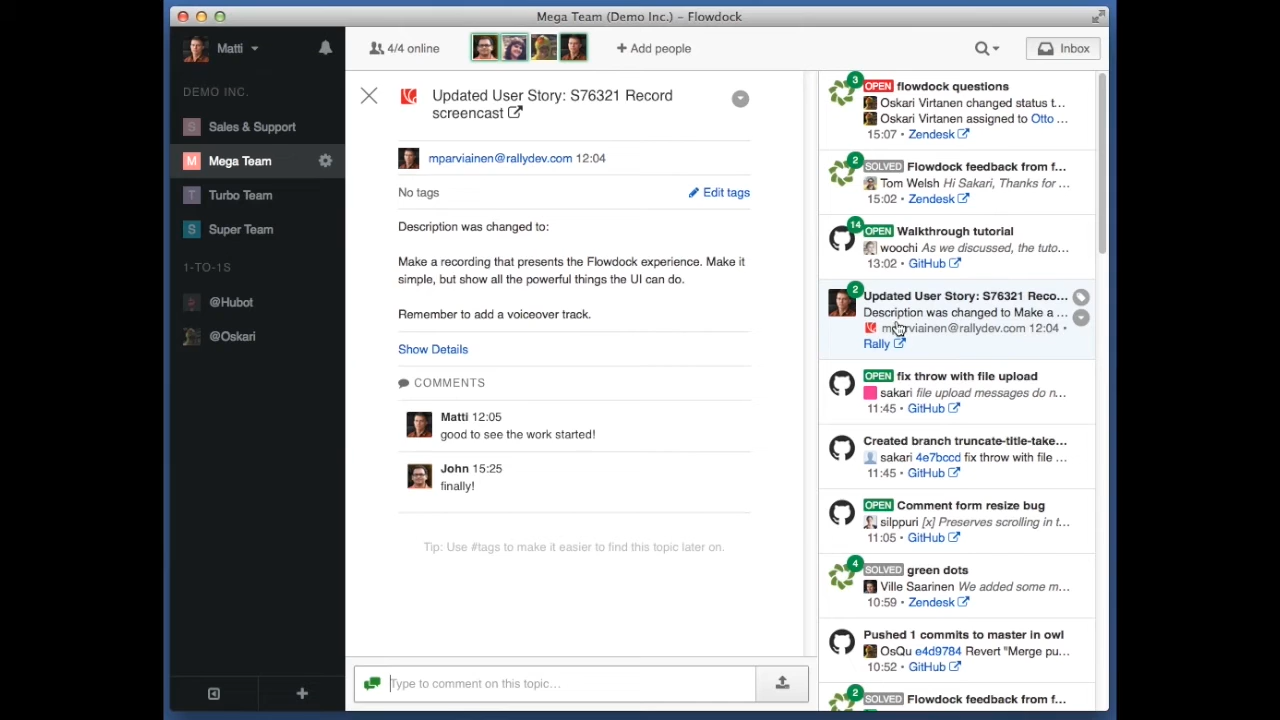 Mega Team (Demo Inc.) – Flowdock
Matti
DEMO INC.
S Sales & Support
M Mega Team
T Turbo Team
S Super Team
1-TO-1S
@Hubot
@Oskari
4/4 online
+ Add people
Inbox
Updated User Story: S76321 Record
screencast
mparviainen@rallydev.com 12:04
No tags
Edit tags
Description was changed to:
Make a recording that presents the Flowdock experience. Make it
simple, but show all the powerful things the UI can do.
Remember to add a voiceover track.
Show Details
COMMENTS
Matti 12:05
good to see the work started!
John 15:25
finally!
Tip: Use #tags to make it easier to find this topic later on.
Type to comment on this topic…
3
OPEN flowdock questions
Oskari Virtanen changed status t…
Oskari Virtanen assigned to Otto …
15:07 • Zendesk
2
SOLVED Flowdock feedback from f…
Tom Welsh Hi Sakari, Thanks for …
15:02 • Zendesk
14
OPEN Walkthrough tutorial
woochi As we discussed, the tuto…
13:02 • GitHub
2
Updated User Story: S76321 Reco…
Description was changed to Make a …
mparviainen@rallydev.com 12:04 •
Rally
OPEN fix throw with file upload
sakari file upload messages do n…
11:45 • GitHub
Created branch truncate-title-take…
sakari 4e7bccd fix throw with file …
11:45 • GitHub
OPEN Comment form resize bug
silppuri [x] Preserves scrolling in t…
11:05 • GitHub
4
SOLVED green dots
Ville Saarinen We added some m…
10:59 • Zendesk
Pushed 1 commits to master in owl
OsQu e4d9784 Revert "Merge pu…
10:52 • GitHub
2
SOLVED Flowdock feedback from f…